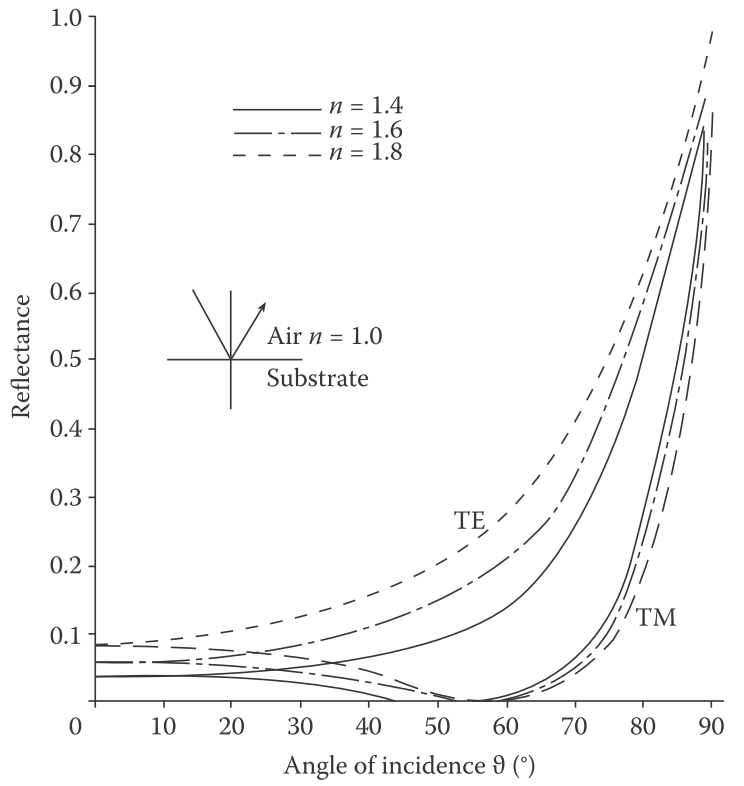 1.0
0.9
0.8
0.7
0.6
0.5
0.4
0.3
0.2
0.1
Reflectance
n = 1.4
n = 1.6
n = 1.8
Air n = 1.0
Substrate
TE
TM
0 10 20 30 40 50 60 70 80 90
Angle of incidence ϑ (°)